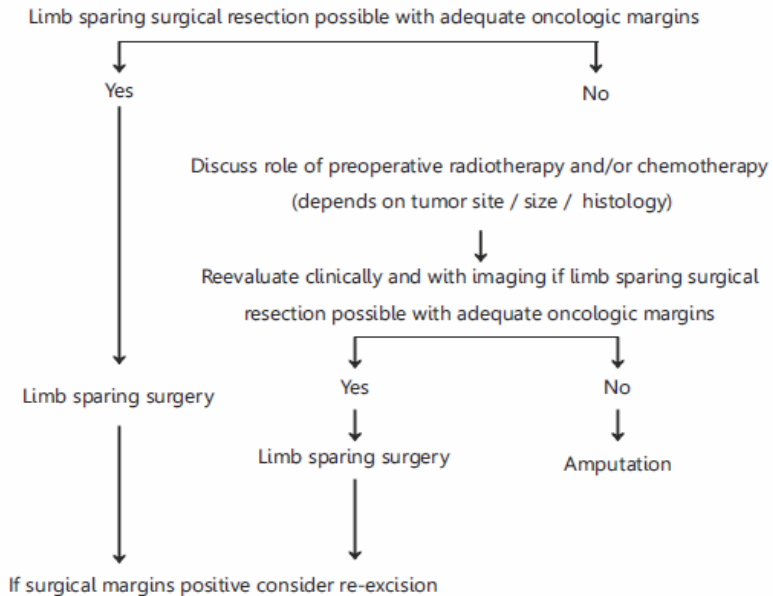 Limb sparing surgical resection possible with adequate oncologic margins
Yes
No
Discuss role of preoperative radiotherapy and/or chemotherapy
(depends on tumor site / size / histology)
Reevaluate clinically and with imaging if limb sparing surgical
resection possible with adequate oncologic margins
Limb sparing surgery
Yes
No
Limb sparing surgery
Amputation
If surgical margins positive consider re-excision